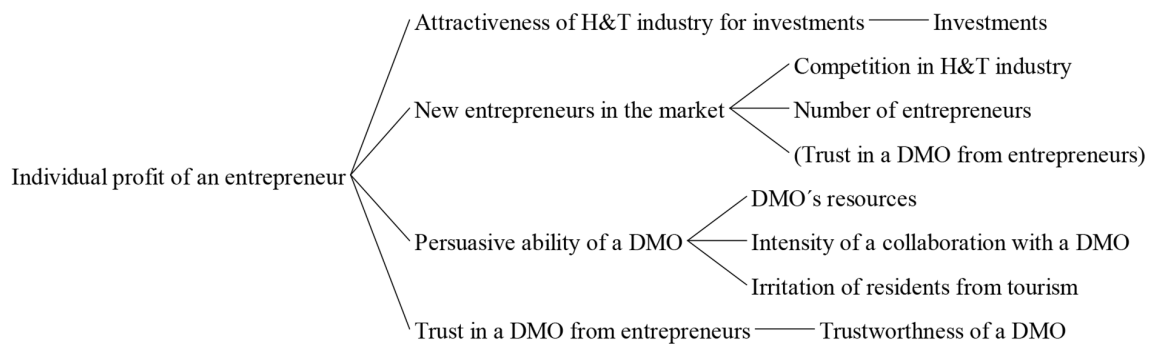 Attractiveness of H&T industry for investments
Investments
Competition in H&T industry
New entrepreneurs in the market
Number of entrepreneurs
(Trust in a DMO from entrepreneurs)
Individual profit of an entrepreneur
DMO´s resources
Persuasive ability of a DMO
Intensity of a collaboration with a DMO
Irritation of residents from tourism
Trust in a DMO from entrepreneurs
Trustworthness of a DMO